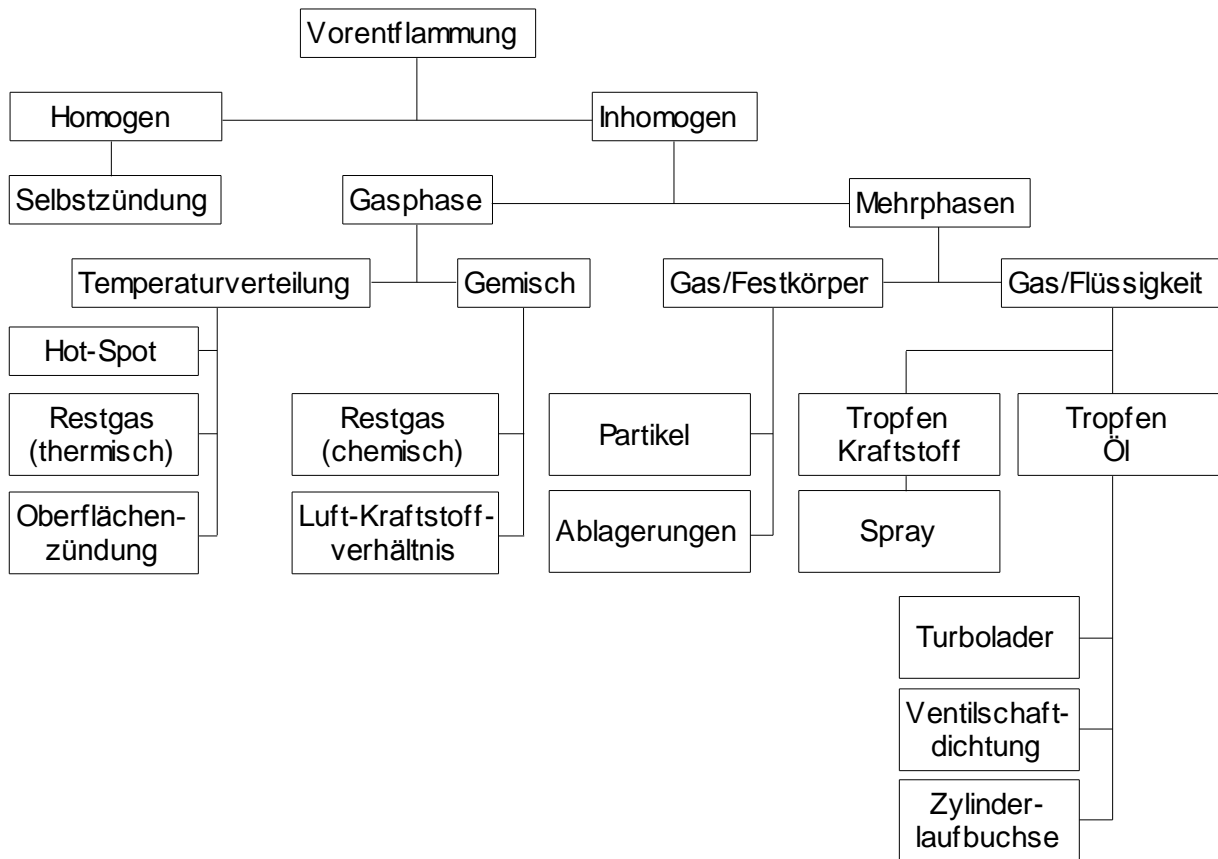 Vorentflammung
Homogen
Inhomogen
Selbstzündung
Gasphase
Mehrphasen
Temperaturverteilung
Gemisch
Gas/Festkörper
Gas/Flüssigkeit
Hot-Spot
Restgas
(thermisch)
Restgas
(chemisch)
Partikel
Tropfen
Kraftstoff
Tropfen
Öl
Oberflächen-
zündung
Luft-Kraftstoff-
verhältnis
Ablagerungen
Spray
Turbolader
Ventilschaft-
dichtung
Zylinder-
laufbuchse